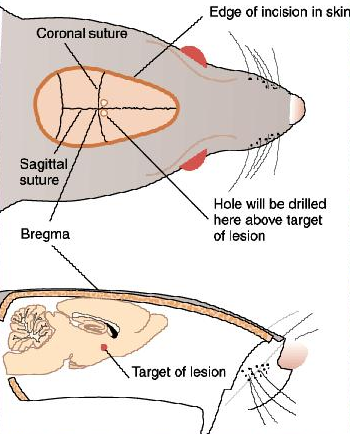 Edge of incision in skin
Coronal suture
Sagittal
suture
Hole will be drilled
here above target
of lesion
Bregma
Target of lesion